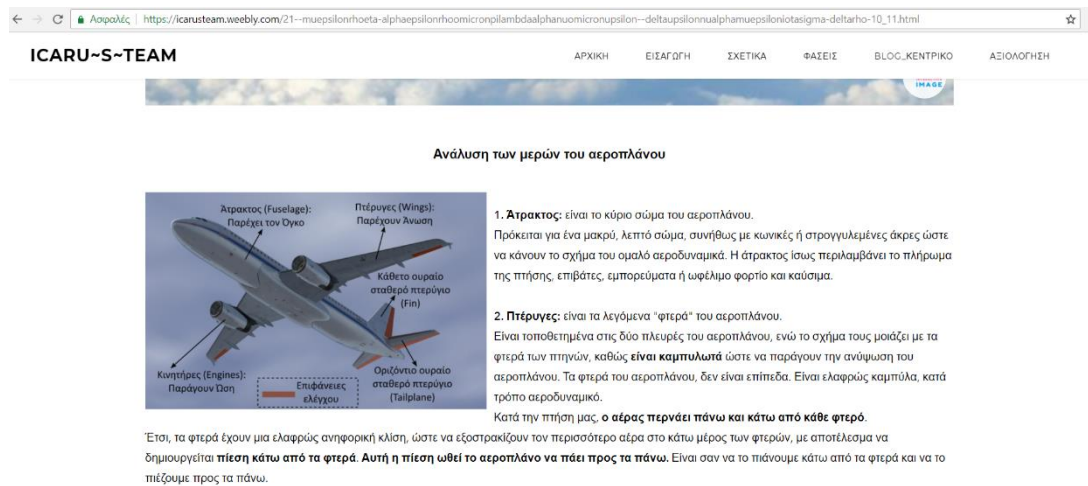 Ασφαλές | https://icarusteam.weebly.com/21--muepsilonrhoeta-alphaepsilonrhoomicronpilambdaalphanuomicronupsilon--deltaupsilonnualphamuepsiloniotasigma-deltarho-10_11.html
ICARU~S~TEAM
ΑΡΧΙΚΗ ΕΙΣΑΓΩΓΗ ΣΧΕΤΙΚΑ ΦΑΣΕΙΣ BLOG_ΚΕΝΤΡΙΚΟ ΑΞΙΟΛΟΓΗΣΗ
IMAGE
Ανάλυση των μερών του αεροπλάνου
Άτρακτος (Fuselage):
Παρέχει τον Όγκο
Πτέρυγες (Wings):
Παρέχουν Άνωση
Κάθετο ουραίο
σταθερό πτερύγιο
(Fin)
Κινητήρες (Engines):
Παράγουν Ώση
Επιφάνειες
ελέγχου
Οριζόντιο ουραίο
σταθερό πτερύγιο
(Tailplane)
1. Άτρακτος: είναι το κύριο σώμα του αεροπλάνου.
Πρόκειται για ένα μακρύ, λεπτό σώμα, συνήθως με κωνικές ή στρογγυλεμένες άκρες ώστε
να κάνουν το σχήμα του ομαλό αεροδυναμικά. Η άτρακτος ίσως περιλαμβάνει το πλήρωμα
της πτήσης, επιβάτες, εμπορεύματα ή ωφέλιμο φορτίο και καύσιμα.
2. Πτέρυγες: είναι τα λεγόμενα "φτερά" του αεροπλάνου.
Είναι τοποθετημένα στις δύο πλευρές του αεροπλάνου, ενώ το σχήμα τους μοιάζει με τα
φτερά των πτηνών, καθώς είναι καμπυλωτά ώστε να παράγουν την ανύψωση του
αεροπλάνου. Τα φτερά του αεροπλάνου, δεν είναι επίπεδα. Είναι ελαφρώς καμπύλα, κατά
τρόπο αεροδυναμικό.
Κατά την πτήση μας, ο αέρας περνάει πάνω και κάτω από κάθε φτερό.
Έτσι, τα φτερά έχουν μια ελαφρώς ανηφορική κλίση, ώστε να εξοστρακίζουν τον περισσότερο αέρα στο κάτω μέρος των φτερών, με αποτέλεσμα να
δημιουργείται πίεση κάτω από τα φτερά. Αυτή η πίεση ωθεί το αεροπλάνο να πάει προς τα πάνω. Είναι σαν να το πιάνουμε κάτω από τα φτερά και να το
πιέζουμε προς τα πάνω.